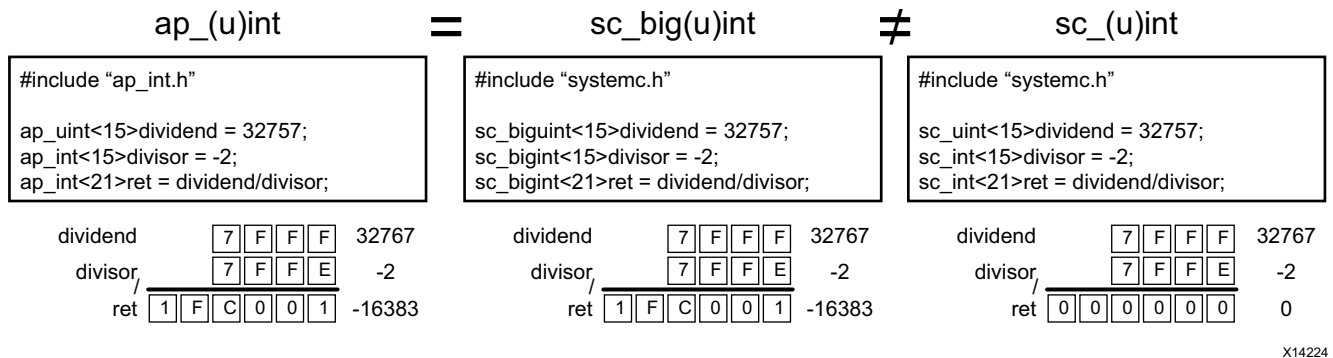 ap_(u)int = sc_big(u)int ≠ sc_(u)int
#include “ap_int.h”
ap_uint<15>dividend = 32757;
ap_int<15>divisor = -2;
ap_int<21>ret = dividend/divisor;
#include “systemc.h”
sc_biguint<15>dividend = 32757;
sc_bigint<15>divisor = -2;
sc_bigint<21>ret = dividend/divisor;
#include “systemc.h”
sc_uint<15>dividend = 32757;
sc_int<15>divisor = -2;
sc_int<21>ret = dividend/divisor;
dividend 7 F F F 32767
divisor / 7 F F E -2
ret 1 F C 0 0 1 -16383
dividend 7 F F F 32767
divisor / 7 F F E -2
ret 1 F C 0 0 1 -16383
dividend 7 F F F 32767
divisor / 7 F F E -2
ret 0 0 0 0 0 0 0
X14224